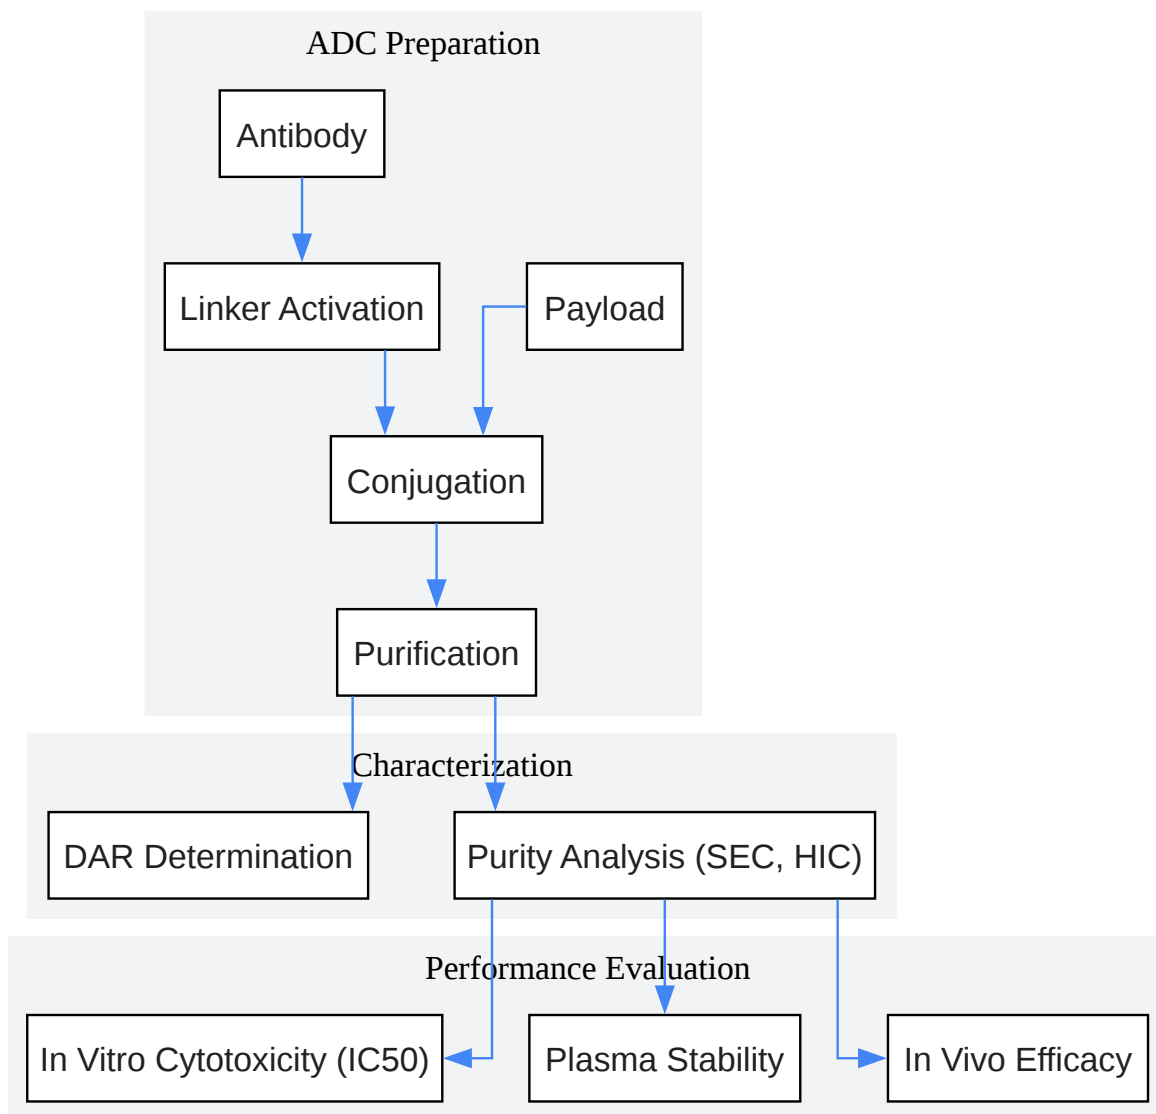 ADC Preparation
Antibody
Linker Activation
Payload
Conjugation
Purification
Characterization
DAR Determination
Purity Analysis (SEC, HIC)
Performance Evaluation
In Vitro Cytotoxicity (IC50)
Plasma Stability
In Vivo Efficacy